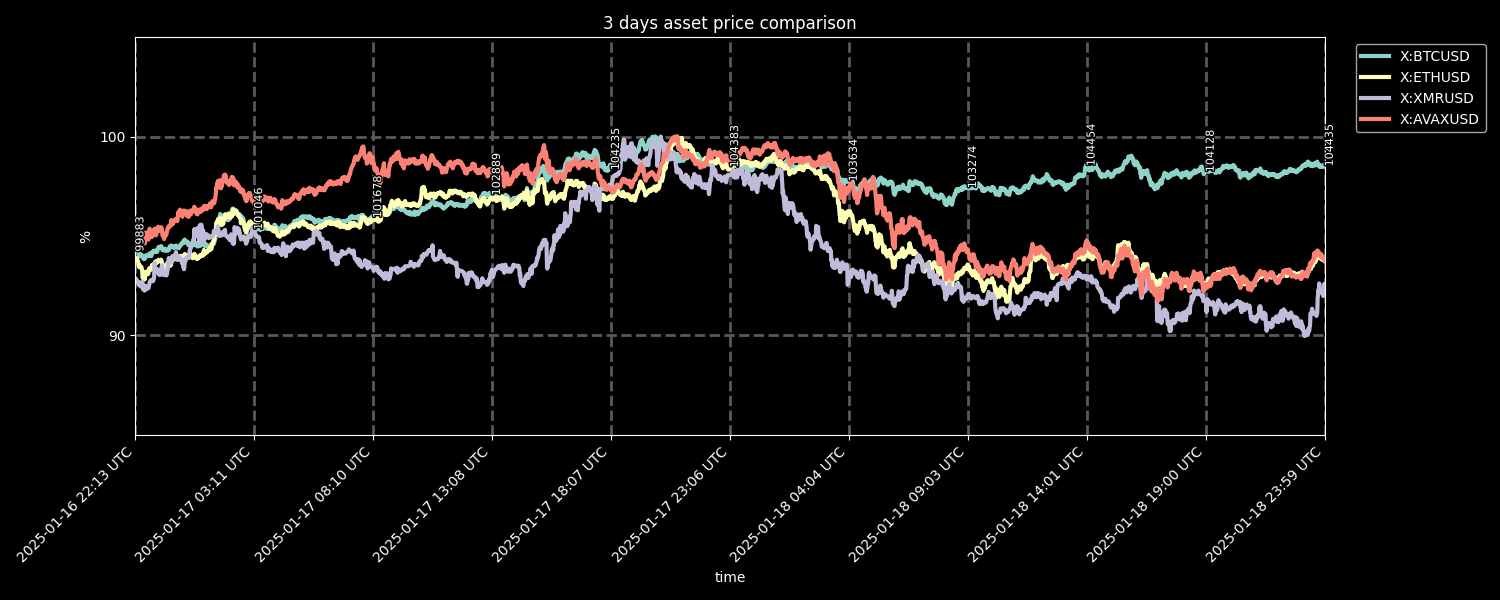 3 days asset price comparison
X:BTCUSD
X:ETHUSD
X:XMRUSD
X:AVAXUSD
100
90
%
99883
101046
101678
102889
104235
104383
103634
103274
104454
104128
104435
2025-01-16 22:13 UTC
2025-01-17 03:11 UTC
2025-01-17 08:10 UTC
2025-01-17 13:08 UTC
2025-01-17 18:07 UTC
2025-01-17 23:06 UTC
2025-01-18 04:04 UTC
2025-01-18 09:03 UTC
2025-01-18 14:01 UTC
2025-01-18 19:00 UTC
2025-01-18 23:59 UTC
time